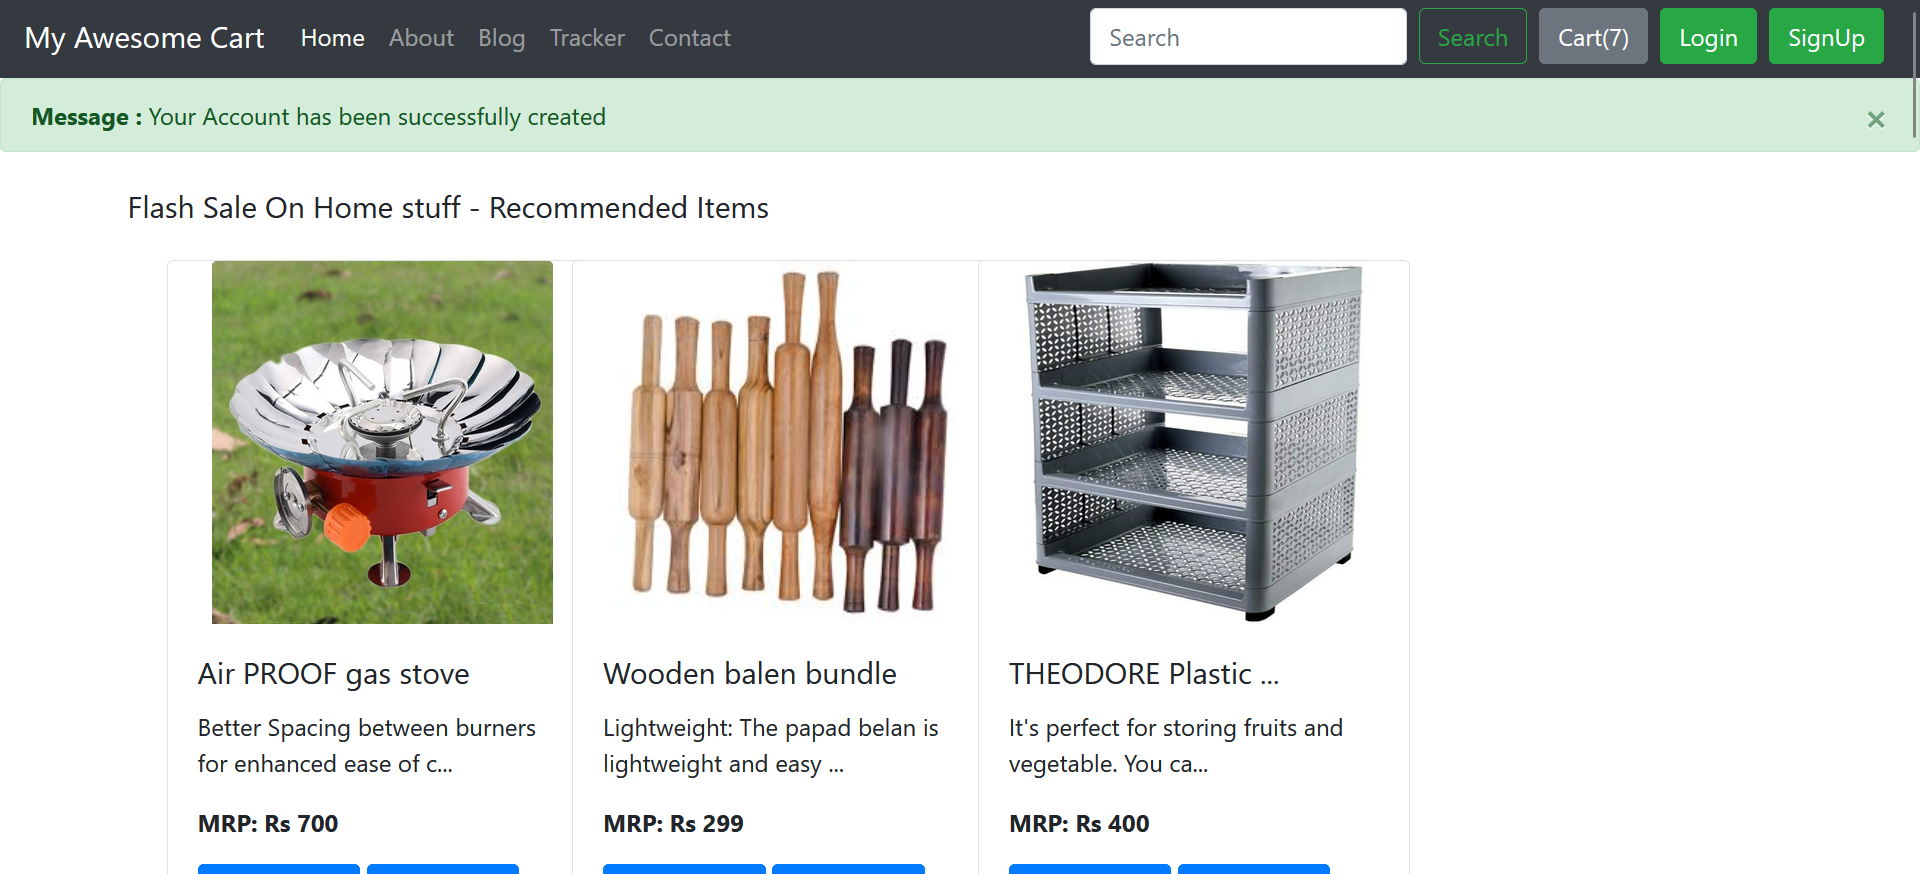 My Awesome Cart Home About Blog Tracker Contact Search Search Cart(7) Login SignUp
Message : Your Account has been successfully created ×
Flash Sale On Home stuff - Recommended Items
Air PROOF gas stove
Better Spacing between burners
for enhanced ease of c...
MRP: Rs 700
Wooden balen bundle
Lightweight: The papad belan is
lightweight and easy ...
MRP: Rs 299
THEODORE Plastic ...
It's perfect for storing fruits and
vegetable. You ca...
MRP: Rs 400